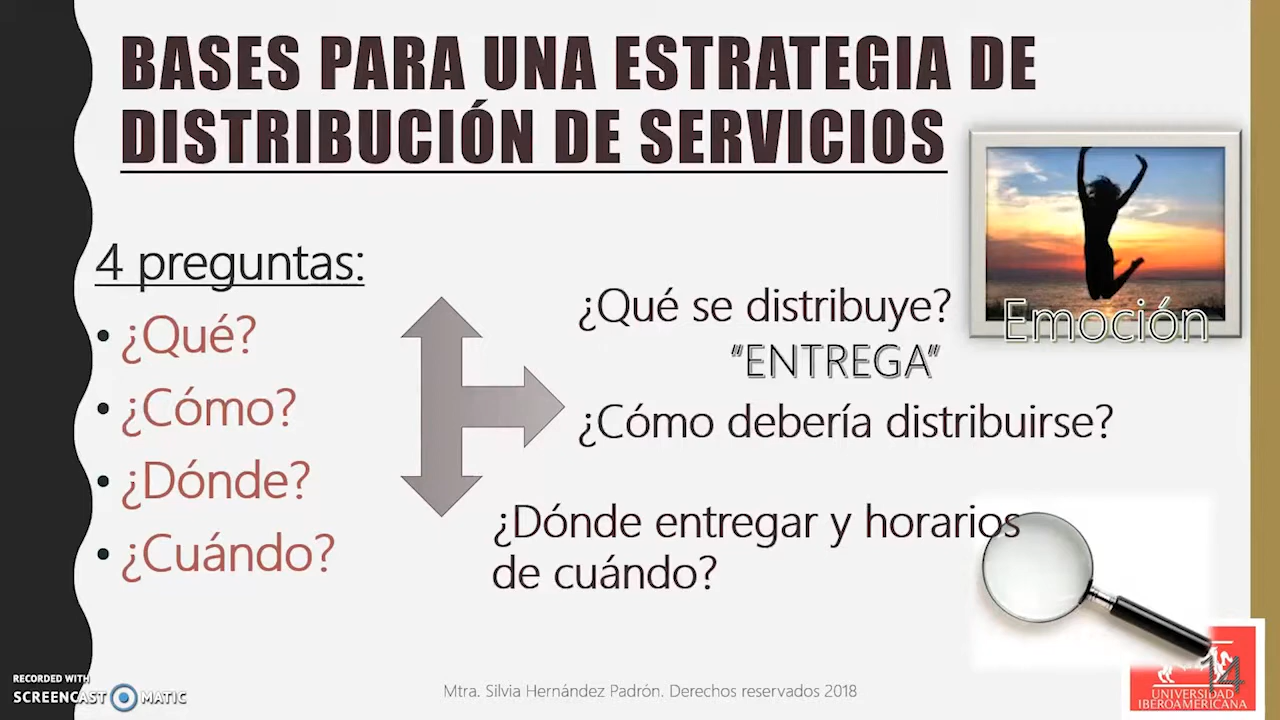 BASES PARA UNA ESTRATEGIA DE
DISTRIBUCIÓN DE SERVICIOS
4 preguntas:
• ¿Qué?
• ¿Cómo?
• ¿Dónde?
• ¿Cuándo?
¿Qué se distribuye?
"ENTREGA"
¿Cómo debería distribuirse?
¿Dónde entregar y horarios
de cuándo?
Emoción
RECORDED WITH
SCREENCAST MATIC
Mtra. Silvia Hernández Padrón. Derechos reservados 2018
14
UNIVERSIDAD
IBEROAMERICANA